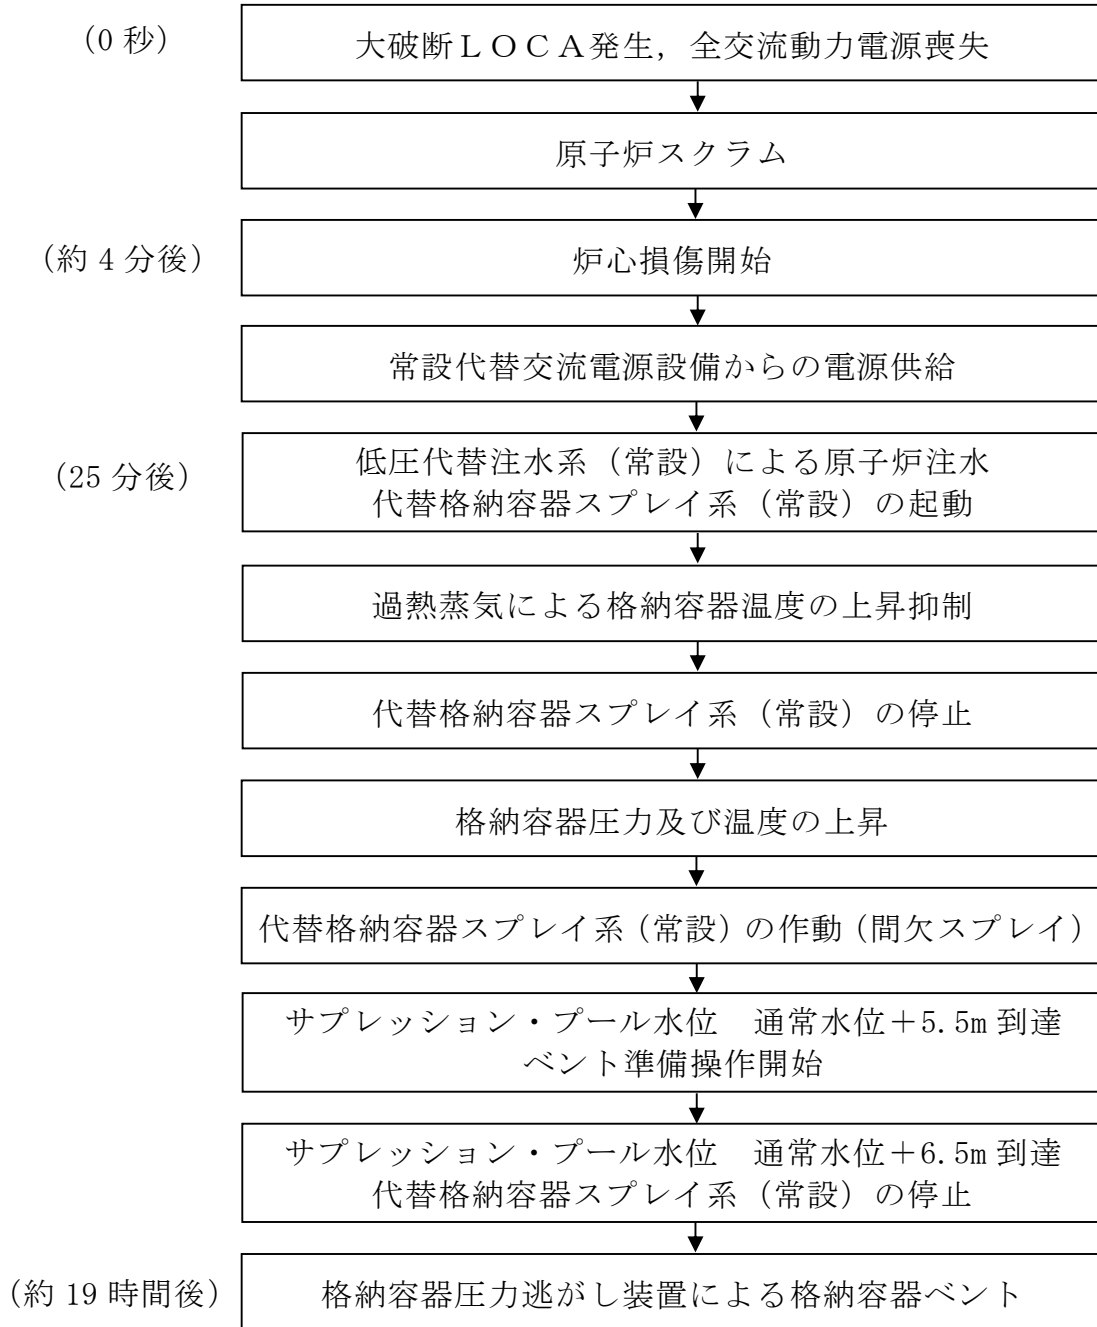 (0 秒)
大破断ＬＯＣＡ発生，全交流動力電源喪失
原子炉スクラム
(約 4 分後)
炉心損傷開始
常設代替交流電源設備からの電源供給
(25 分後)
低圧代替注水系（常設）による原子炉注水
代替格納容器スプレイ系（常設）の起動
過熱蒸気による格納容器温度の上昇抑制
代替格納容器スプレイ系（常設）の停止
格納容器圧力及び温度の上昇
代替格納容器スプレイ系（常設）の作動（間欠スプレイ）
サプレッション・プール水位　通常水位＋5.5m 到達
ベント準備操作開始
サプレッション・プール水位　通常水位＋6.5m 到達
代替格納容器スプレイ系（常設）の停止
(約 19 時間後)
格納容器圧力逃がし装置による格納容器ベント